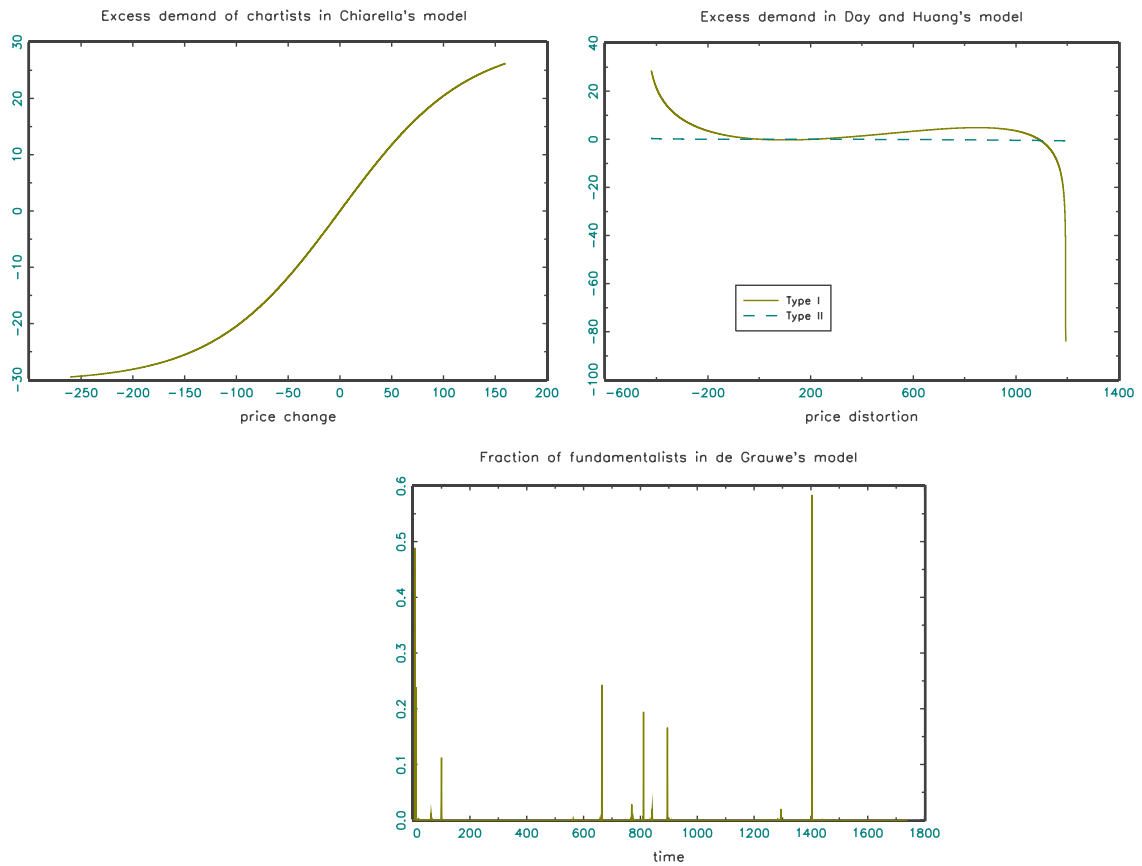 Excess demand of chartists in Chiarella's model
30
20
10
0
-10
-20
-30
-250 -200 -150 -100 -50 0 50 100 150 200
price change
Excess demand in Day and Huang's model
40
20
0
-20
-40
-60
-80
-100
Type I
Type II
-600 -200 200 600 1000 1400
price distortion
Fraction of fundamentalists in de Grauwe's model
0.6
0.5
0.4
0.3
0.2
0.1
0.0
0 200 400 600 800 1000 1200 1400 1600 1800
time